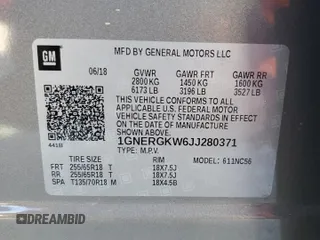 GM
MFD BY GENERAL MOTORS LLC
06/18 GVWR GAWR FRT GAWR RR
2800 KG 1450 KG 1600 KG
6173 LB 3196 LB 3527 LB
THIS VEHICLE CONFORMS TO ALL APPLICABLE
U.S. FEDERAL MOTOR VEHICLE SAFETY
STANDARDS IN EFFECT ON THE DATE OF
MANUFACTURE SHOWN ABOVE.
1GNERGKW6JJ280371
TYPE: M.P.V. MODEL: 611NC56
4418I
TIRE SIZE RIM
FRT 255/65R18 T 18X7.5J
RR 255/65R18 T 18X7.5J
SPA T135/70R18 M 18X4.5B
DREAMBID